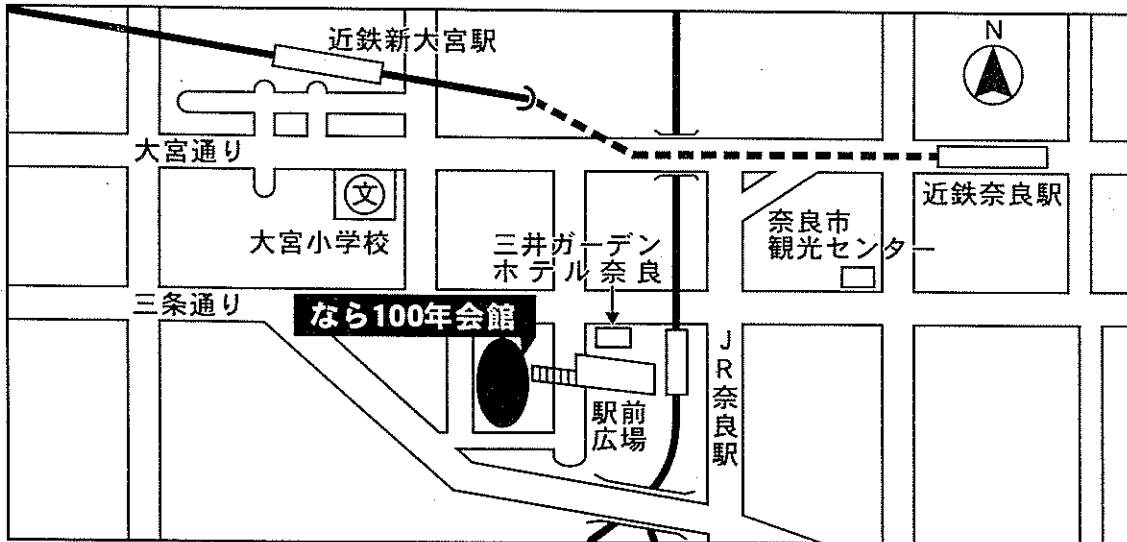 近鉄新大宮駅
N
大宮通り
文
大宮小学校
近鉄奈良駅
奈良市
観光センター
三井ガーデン
ホテル奈良
三条通り
なら100年会館
駅前
広場
JR奈良駅